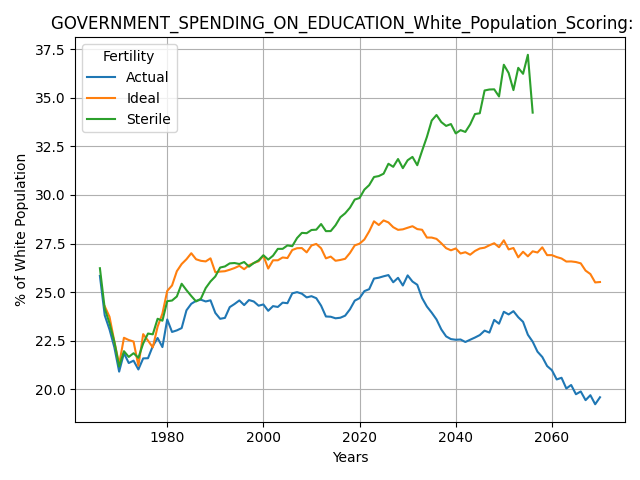 GOVERNMENT_SPENDING_ON_EDUCATION_White_Population_Scoring:
Fertility
Actual
Ideal
Sterile
% of White Population
37.5
35.0
32.5
30.0
27.5
25.0
22.5
20.0
1980 2000 2020 2040 2060
Years